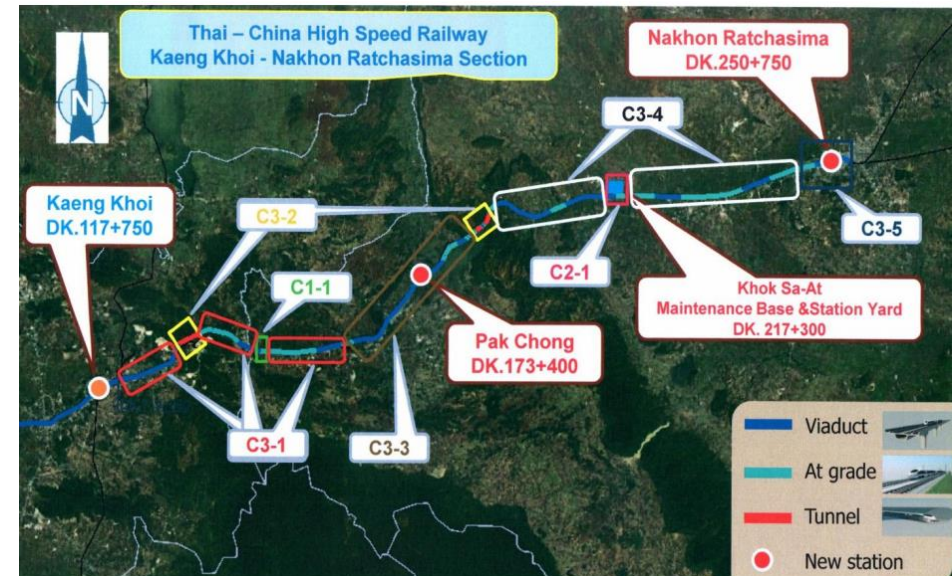 Thai – China High Speed Railway
Kaeng Khoi - Nakhon Ratchasima Section
N
Nakhon Ratchasima
DK.250+750
C3-4
Kaeng Khoi
DK.117+750
C3-2
C3-5
C1-1
C2-1
Khok Sa-At
Maintenance Base &Station Yard
DK. 217+300
Pak Chong
DK.173+400
C3-1
C3-3
Viaduct
At grade
Tunnel
New station